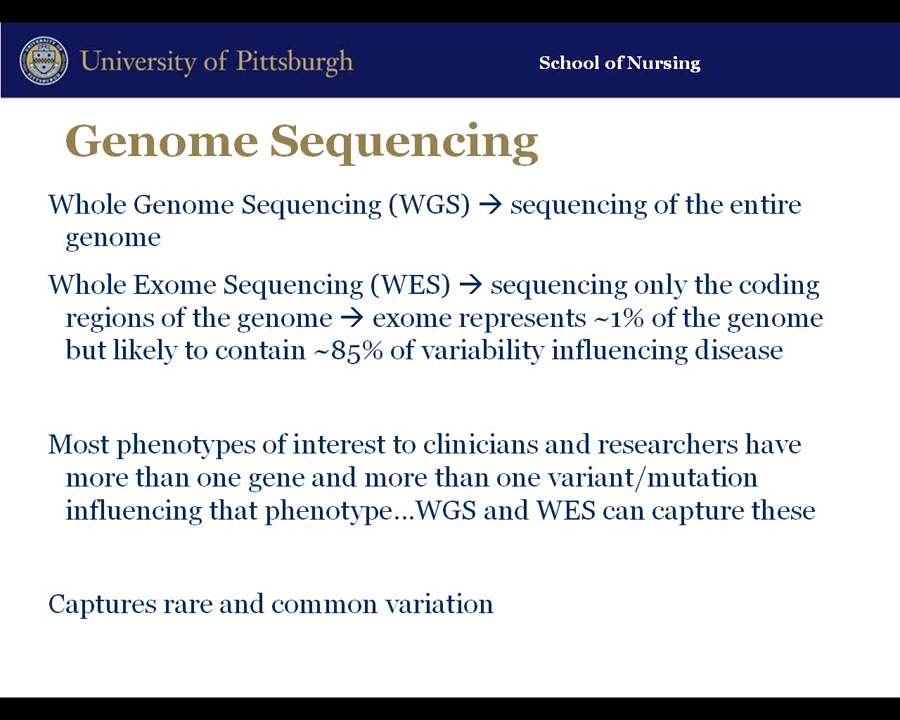 University of Pittsburgh
School of Nursing
Genome Sequencing
Whole Genome Sequencing (WGS) → sequencing of the entire
genome
Whole Exome Sequencing (WES) → sequencing only the coding
regions of the genome → exome represents ~1% of the genome
but likely to contain ~85% of variability influencing disease
Most phenotypes of interest to clinicians and researchers have
more than one gene and more than one variant/mutation
influencing that phenotype...WGS and WES can capture these
Captures rare and common variation